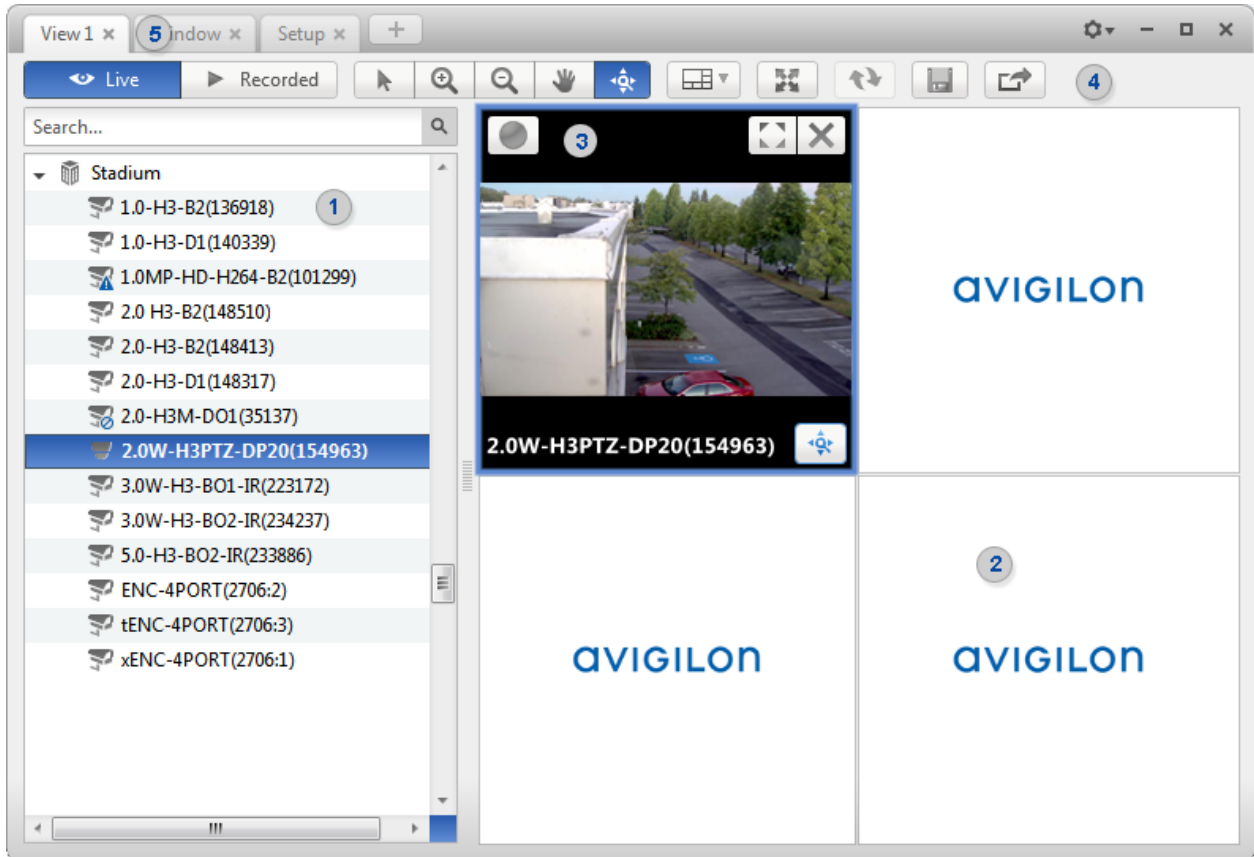 View 1 5 indow Setup
Live Recorded 4
Search...
Stadium
1.0-H3-B2(136918) 1
1.0-H3-D1(140339)
1.0MP-HD-H264-B2(101299)
2.0 H3-B2(148510)
2.0-H3-B2(148413)
2.0-H3-D1(148317)
2.0-H3M-DO1(35137)
2.0W-H3PTZ-DP20(154963)
3.0W-H3-BO1-IR(223172)
3.0W-H3-BO2-IR(234237)
5.0-H3-BO2-IR(233886)
ENC-4PORT(2706:2)
tENC-4PORT(2706:3)
xENC-4PORT(2706:1)
3
2.0W-H3PTZ-DP20(154963)
avigilon
avigilon
2
avigilon